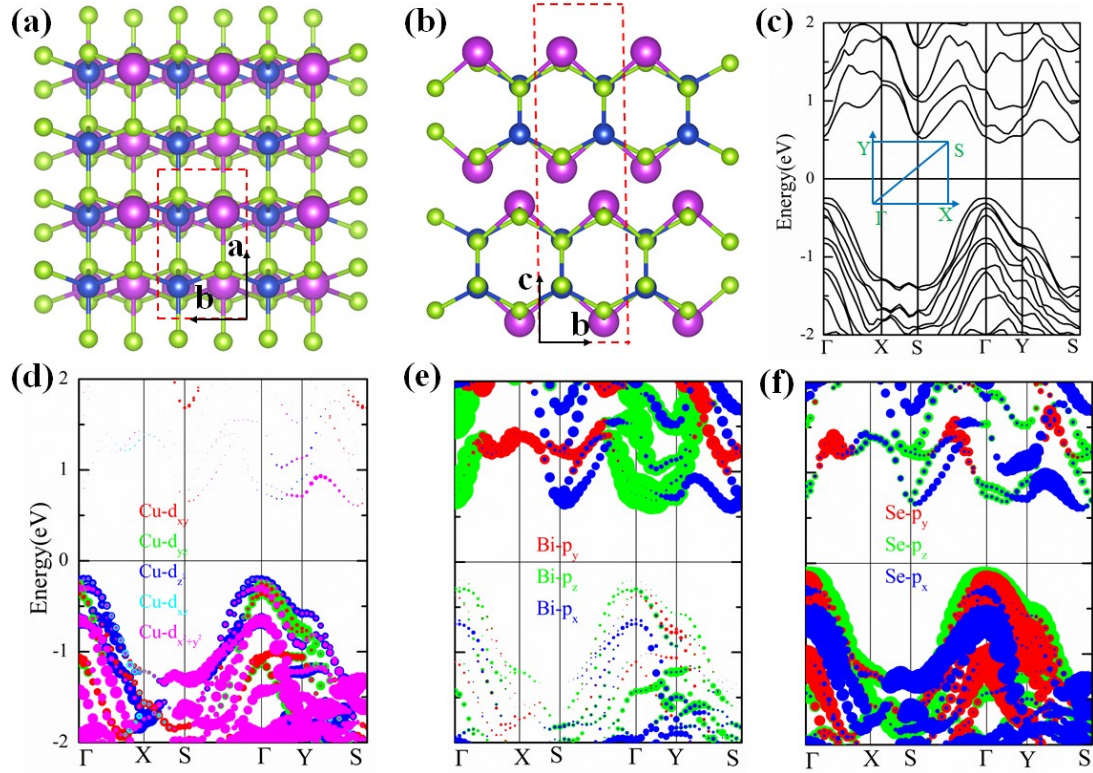 (a)
a
b
(b)
c
b
(c)
Energy(eV)
2
1
0
-1
-2
Y
S
Γ
X
Γ X S Γ Y S
(d)
Energy(eV)
2
1
0
-1
-2
Cu-dxy
Cu-dyz
Cu-dz²
Cu-dxz
Cu-dx²+y²
Γ X S Γ Y S
(e)
Bi-py
Bi-pz
Bi-px
Γ X S Γ Y S
(f)
Se-py
Se-pz
Se-px
Γ X S Γ Y S